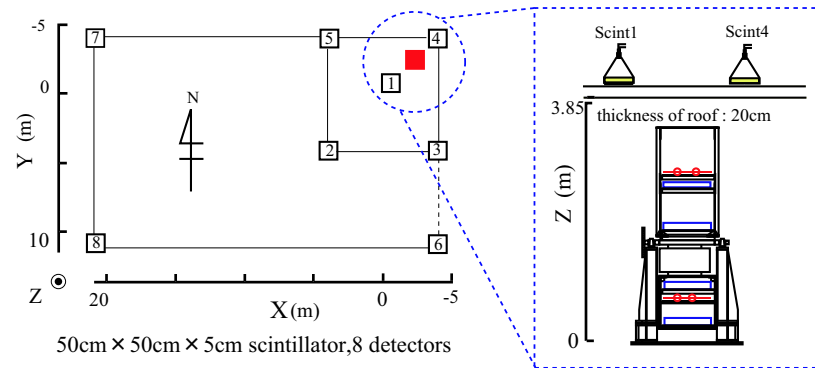 -5
0
10
Y (m)
7
5
4
1
2
3
8
6
N
Z
20
0
-5
X(m)
50cm×50cm×5cm scintillator,8 detectors
Scint1
Scint4
3.85
thickness of roof : 20cm
Z (m)
0